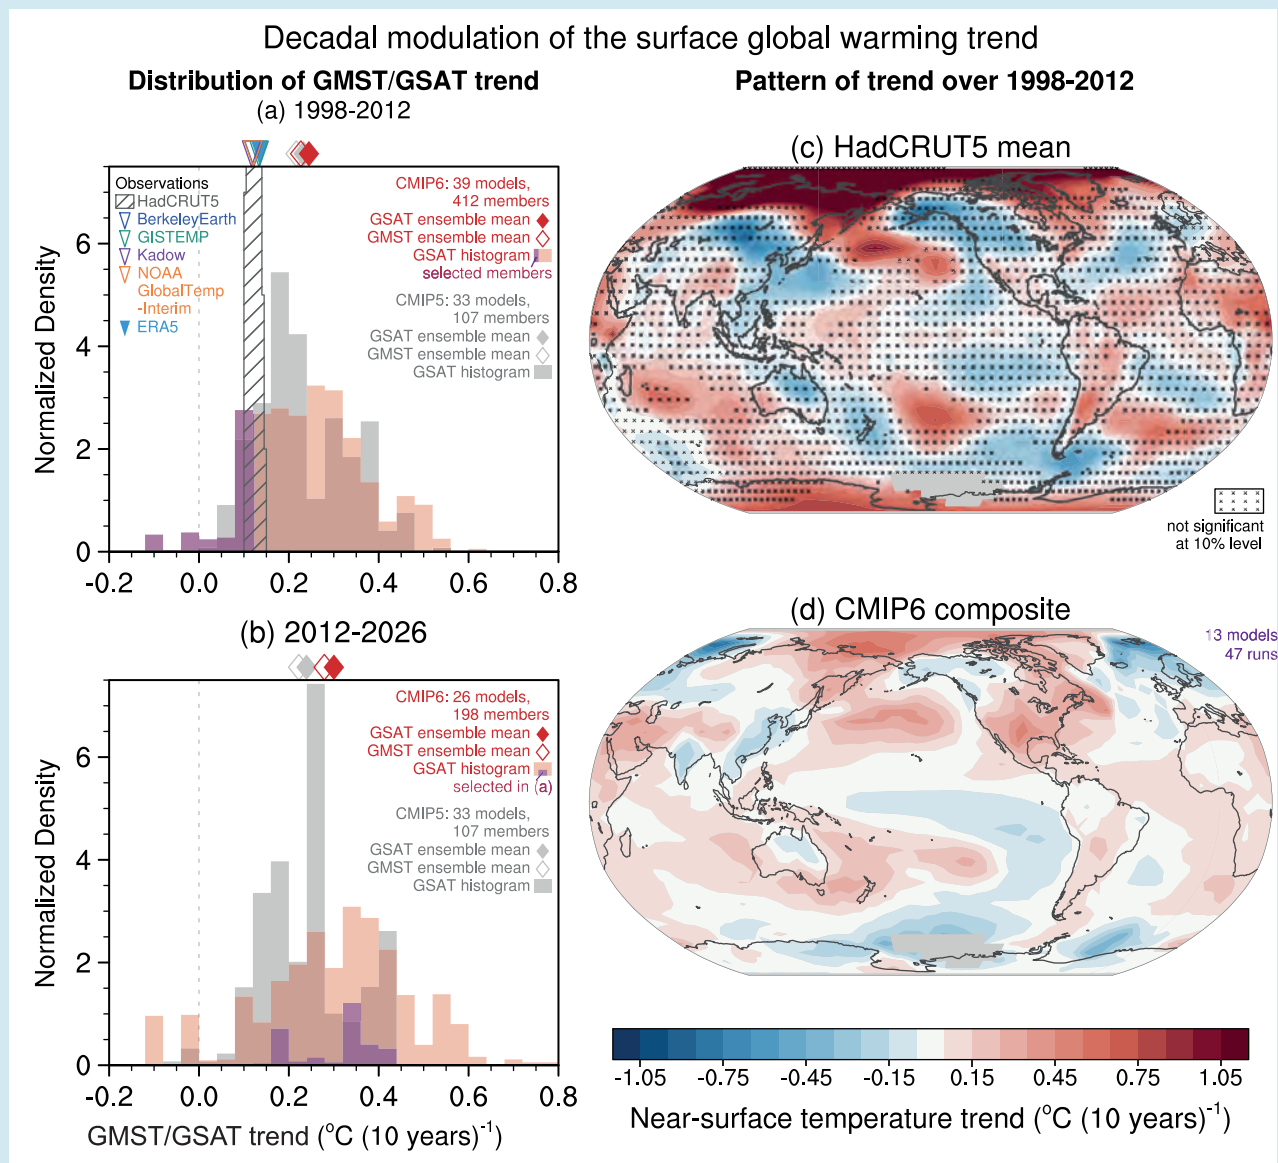 Decadal modulation of the surface global warming trend
Distribution of GMST/GSAT trend
(a) 1998-2012
Normalized Density
0
2
4
6
Observations
HadCRUT5
BerkeleyEarth
GISTEMP
Kadow
NOAA
GlobalTemp
-Interim
ERA5
CMIP6: 39 models,
412 members
GSAT ensemble mean
GMST ensemble mean
GSAT histogram
selected members
CMIP5: 33 models,
107 members
GSAT ensemble mean
GMST ensemble mean
GSAT histogram
-0.2 0.0 0.2 0.4 0.6 0.8
(b) 2012-2026
Normalized Density
0
2
4
6
CMIP6: 26 models,
198 members
GSAT ensemble mean
GMST ensemble mean
GSAT histogram
selected in (a)
CMIP5: 33 models,
107 members
GSAT ensemble mean
GMST ensemble mean
GSAT histogram
-0.2 0.0 0.2 0.4 0.6 0.8
GMST/GSAT trend (°C (10 years)⁻¹)
Pattern of trend over 1998-2012
(c) HadCRUT5 mean
not significant
at 10% level
(d) CMIP6 composite
13 models
47 runs
-1.05 -0.75 -0.45 -0.15 0.15 0.45 0.75 1.05
Near-surface temperature trend (°C (10 years)⁻¹)